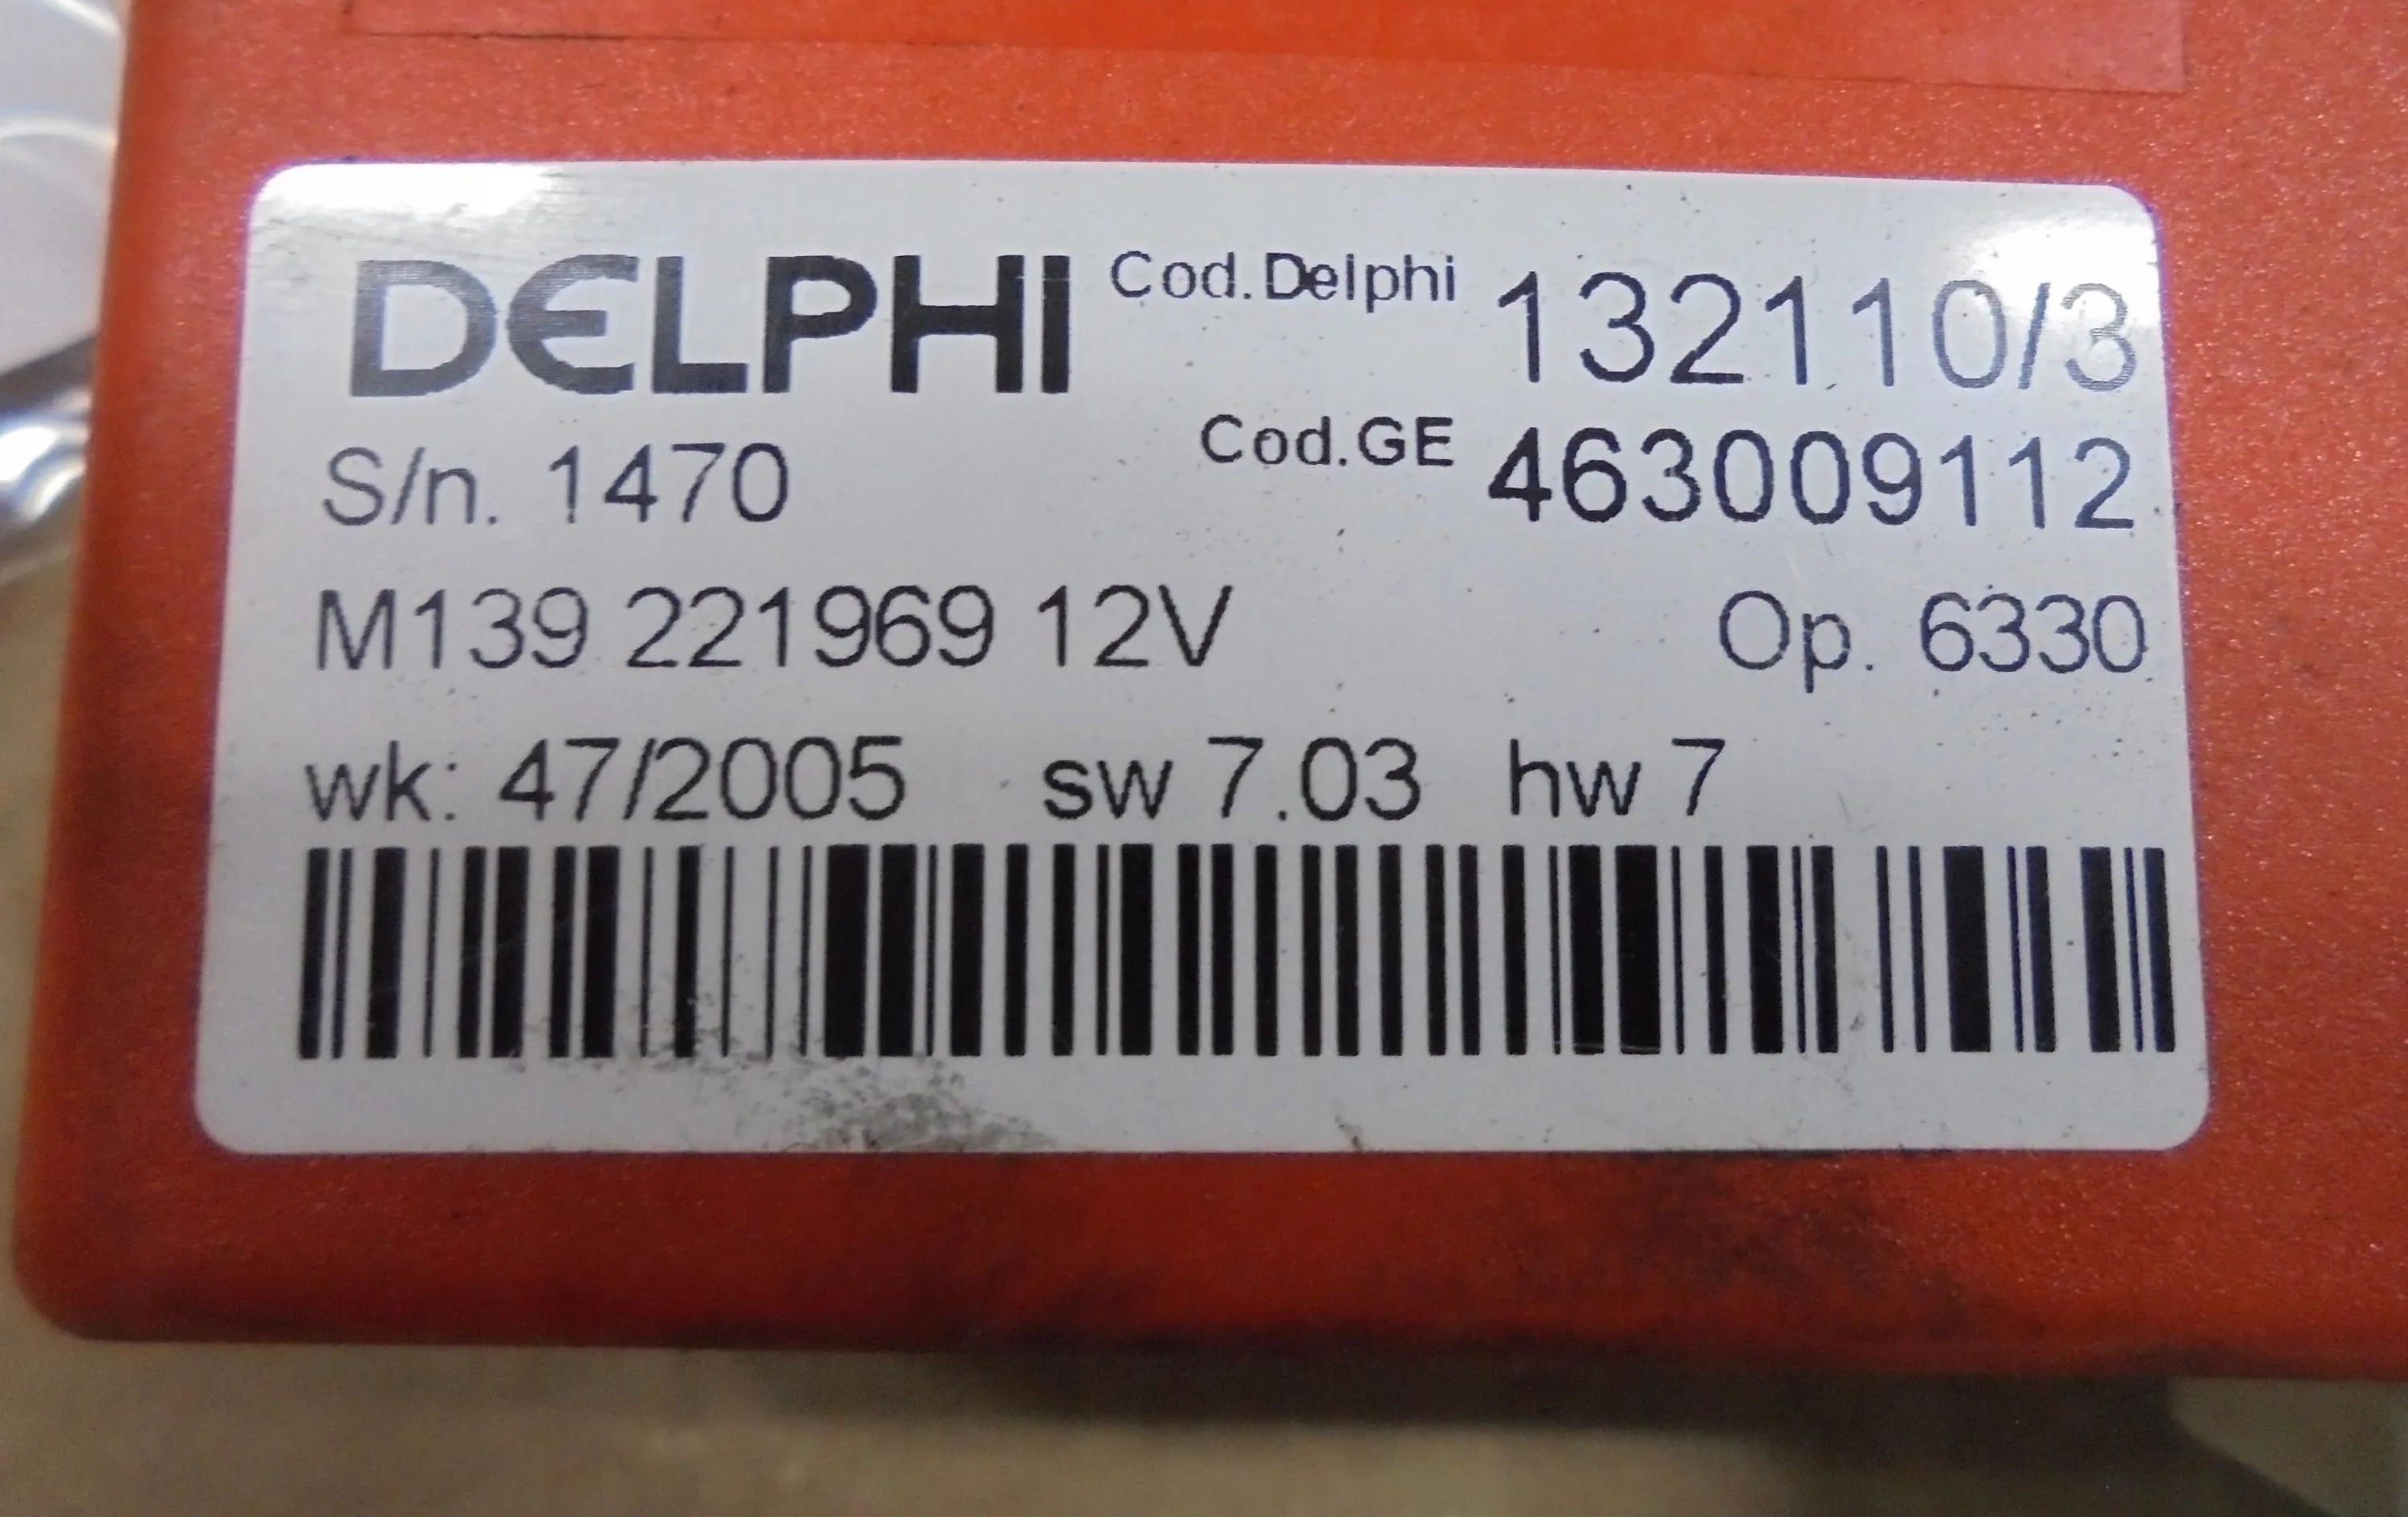 DELPHI Cod.Delphi 132110/3
S/n. 1470 Cod.GE 463009112
M139 221969 12V Op. 6330
wk: 47/2005 sw 7.03 hw 7